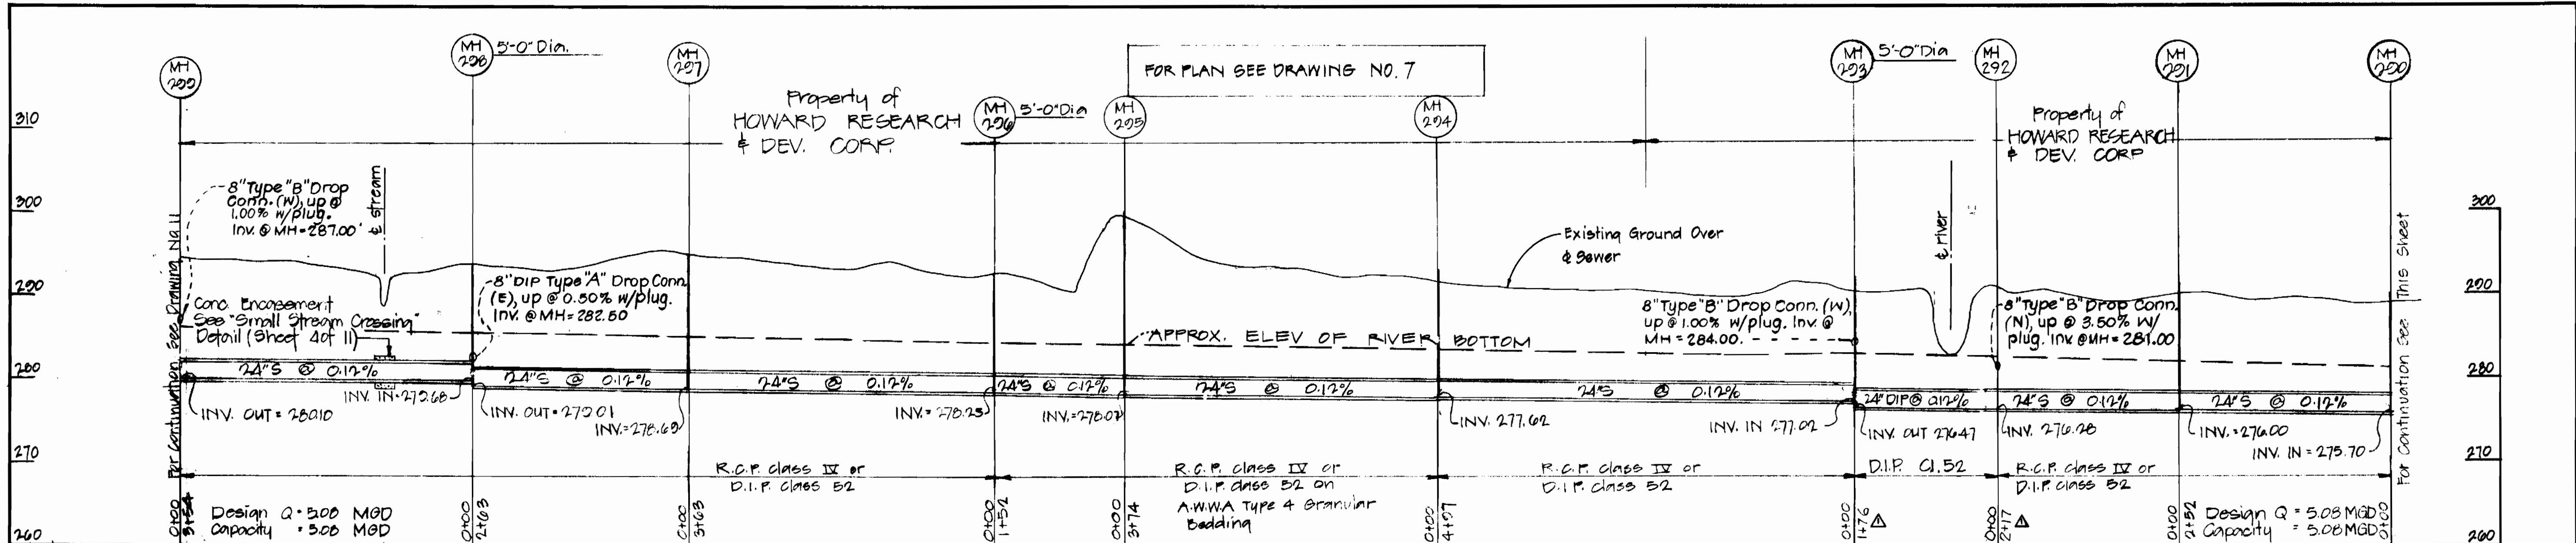 MH 299
MH 298
5'-0" Dia.
MH 297
MH 296
5'-0" Dia
MH 295
FOR PLAN SEE DRAWING NO. 7
MH 294
MH 293
5'-0" Dia
MH 292
MH 291
MH 290
Property of
HOWARD RESEARCH
& DEV. CORP.
Property of
HOWARD RESEARCH
& DEV. CORP
310
300
290
280
270
260
300
290
280
270
260
8" Type "B" Drop
Conn. (W), up @
1.00% w/plug.
Inv. @ MH = 287.00'
℄ stream
For Continuation See Drawing No. 11
Conc. Encasement
See "Small Stream Crossing"
Detail (Sheet 4 of 11)
8" DIP Type "A" Drop Conn.
(E), up @ 0.50% w/plug.
Inv. @ MH = 282.50
APPROX. ELEV OF RIVER BOTTOM
Existing Ground Over
℄ Sewer
8" Type "B" Drop Conn. (W),
up @ 1.00% w/plug. Inv. @
MH = 284.00.
℄ river
8" Type "B" Drop Conn.
(N), up @ 3.50% w/
plug. Inv. @ MH = 281.00
For Continuation See This Sheet
24"S @ 0.12%
24"S @ 0.12%
24"S @ 0.12%
24"S @ 0.12%
24"S @ 0.12%
24"S @ 0.12%
24" DIP @ 0.12%
24"S @ 0.12%
24"S @ 0.12%
INV. OUT = 280.10
INV. IN = 279.68
INV. OUT = 279.01
INV. = 278.69
INV. = 278.25
INV. = 278.07
INV. 277.62
INV. IN 277.02
INV. OUT 276.47
INV. 276.28
INV. = 276.00
INV. IN = 275.70
R.C.P. class IV or
D.I.P. class 52
R.C.P. class IV or
D.I.P. class 52 on
A.W.W.A Type 4 Granular
Bedding
R.C.P. class IV or
D.I.P. class 52
D.I.P. Cl. 52
R.C.P. class IV or
D.I.P. class 52
0+00
3+54
Design Q = 5.08 MGD
Capacity = 5.08 MGD
0+00
2+63
0+00
3+63
0+00
1+52
0+00
3+74
0+00
4+97
0+00
1+76
0+00
2+17
0+00
2+52
Design Q = 5.08 MGD
Capacity = 5.08 MGD
0+00